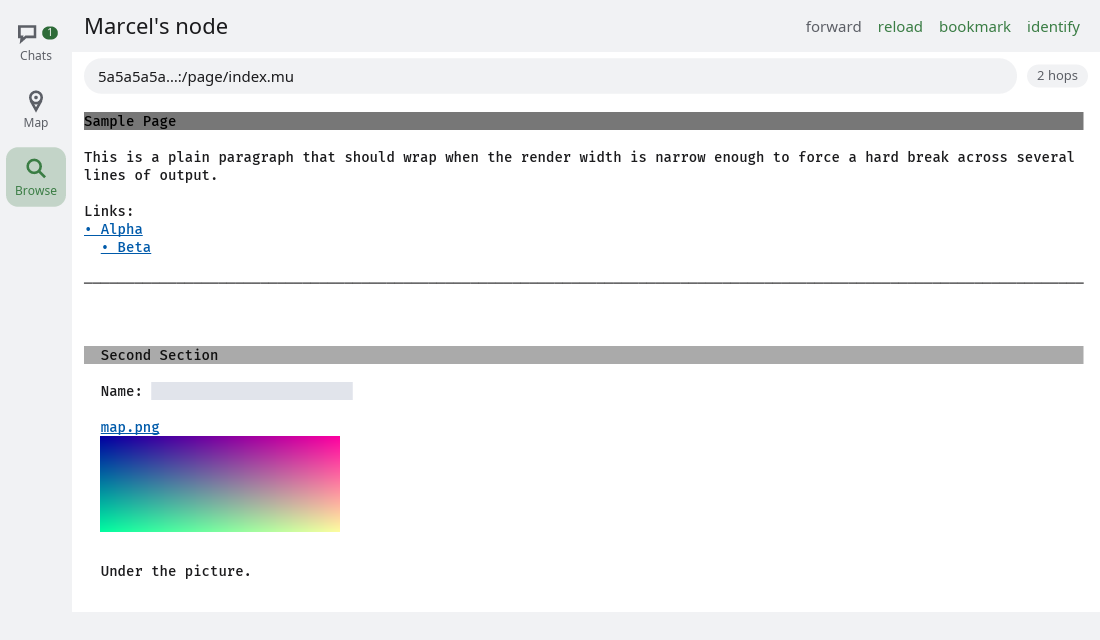 1
Chats
Map
Browse
Marcel's node
forward reload bookmark identify
5a5a5a5a...:/page/index.mu
2 hops
Sample Page
This is a plain paragraph that should wrap when the render width is narrow enough to force a hard break across several
lines of output.
Links:
• Alpha
• Beta
Second Section
Name:
map.png
Under the picture.